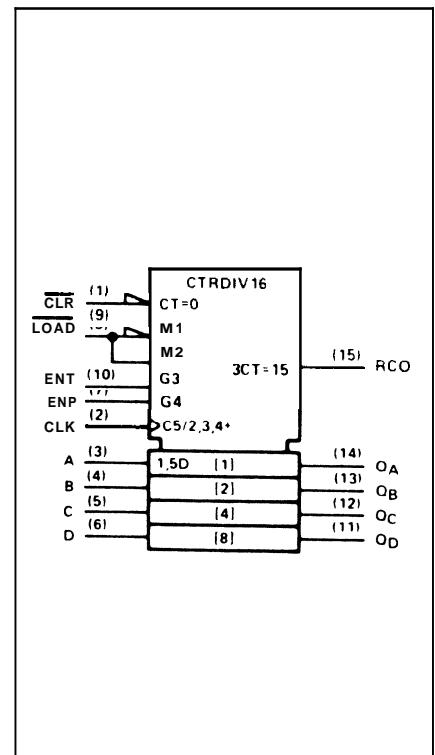 CTRDIV16
CLR (1) CT=0
LOAD (9) M1
M2
ENT (10) G3
3CT=15 (15) RCO
ENP G4
CLK (2) C5/2,3,4+
A (3) 1,5D [1] (14) QA
B (4) [2] (13) QB
C (5) [4] (12) QC
D (6) [8] (11) QD